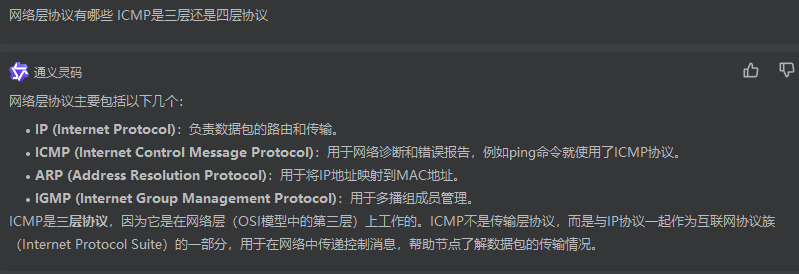 网络层协议有哪些 ICMP是三层还是四层协议
通义灵码
网络层协议主要包括以下几个：
• IP (Internet Protocol)：负责数据包的路由和传输。
• ICMP (Internet Control Message Protocol)：用于网络诊断和错误报告，例如ping命令就使用了ICMP协议。
• ARP (Address Resolution Protocol)：用于将IP地址映射到MAC地址。
• IGMP (Internet Group Management Protocol)：用于多播组成员管理。
ICMP是三层协议，因为它是在网络层（OSI模型中的第三层）上工作的。ICMP不是传输层协议，而是与IP协议一起作为互联网协议族
（Internet Protocol Suite）的一部分，用于在网络中传递控制消息，帮助节点了解数据包的传输情况。